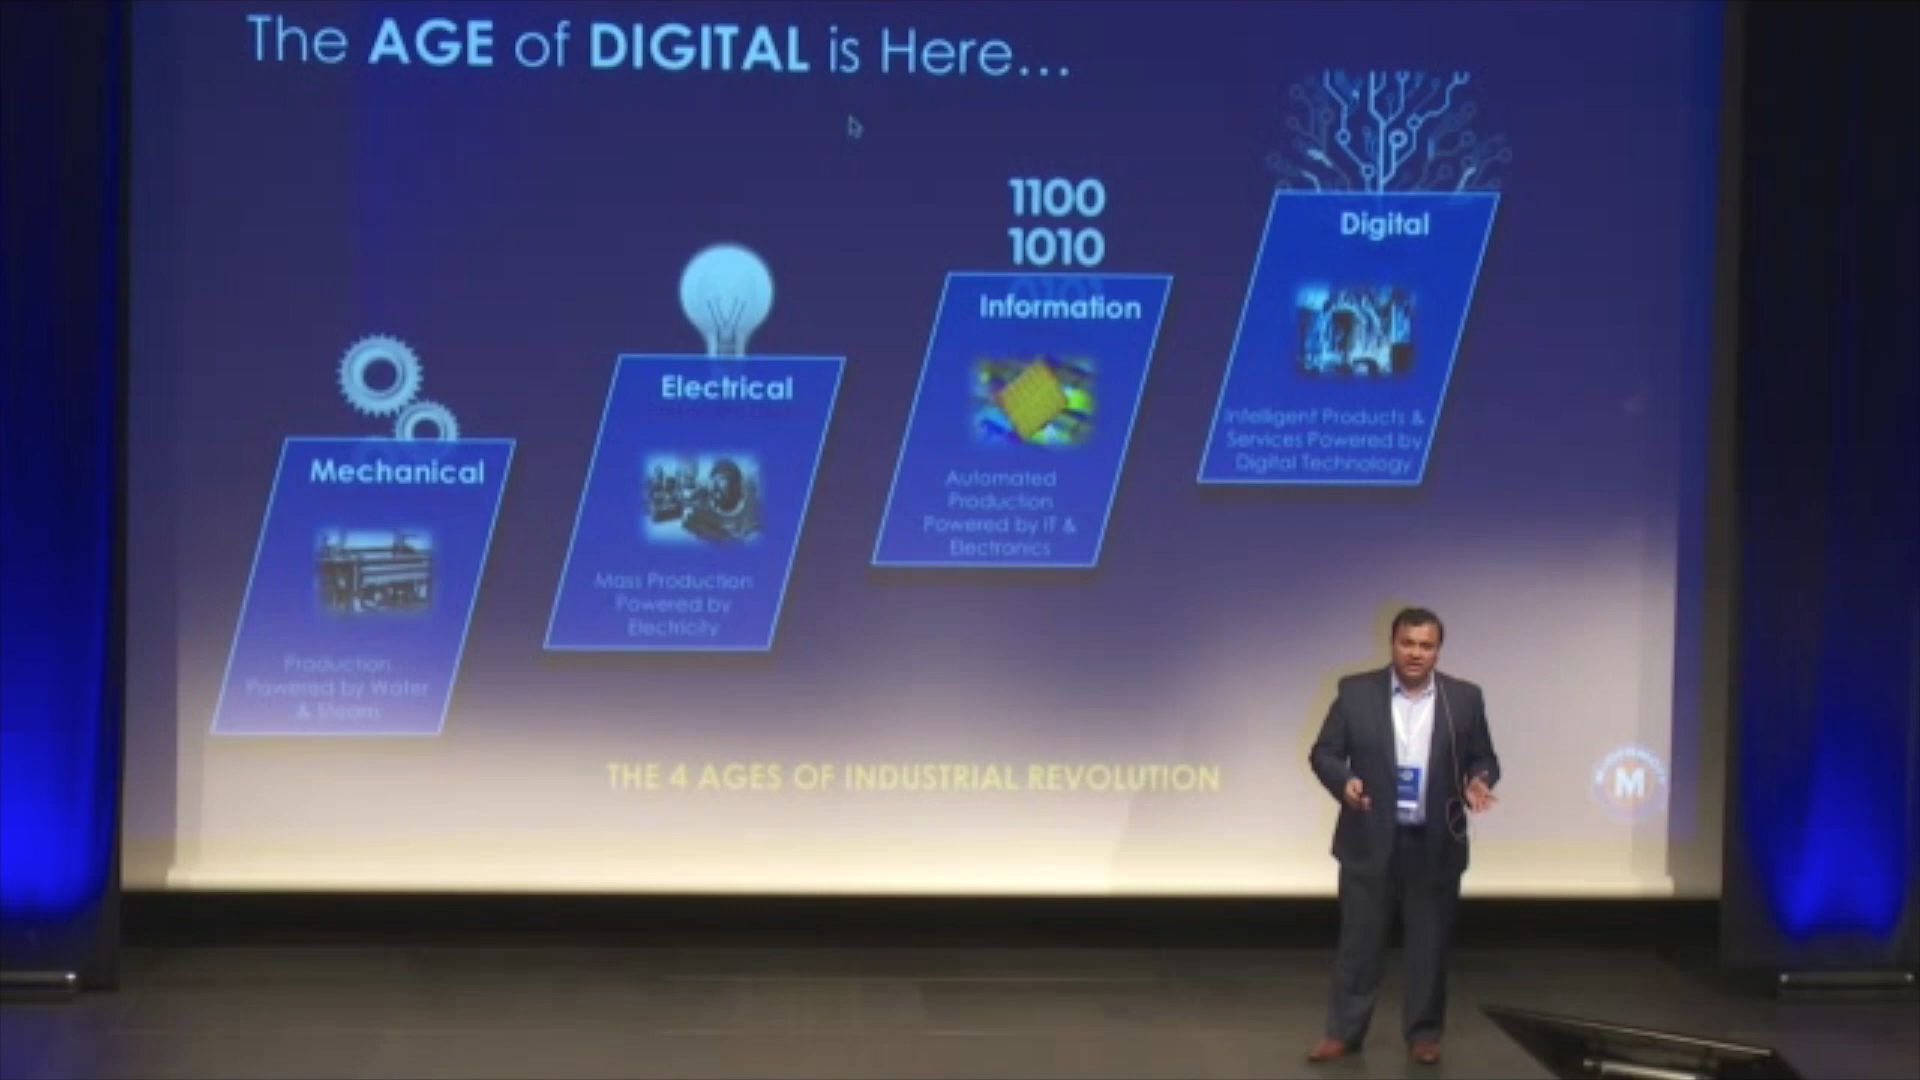 The AGE of DIGITAL is Here...
1100
1010
Digital
Information
Electrical
Mechanical
Intelligent Products &
Services Powered by
Digital Technology
Automated
Production
Powered by IT &
Electronics
Mass Production
Powered by
Electricity
Production
Powered by Water
& Steam
THE 4 AGES OF INDUSTRIAL REVOLUTION
M